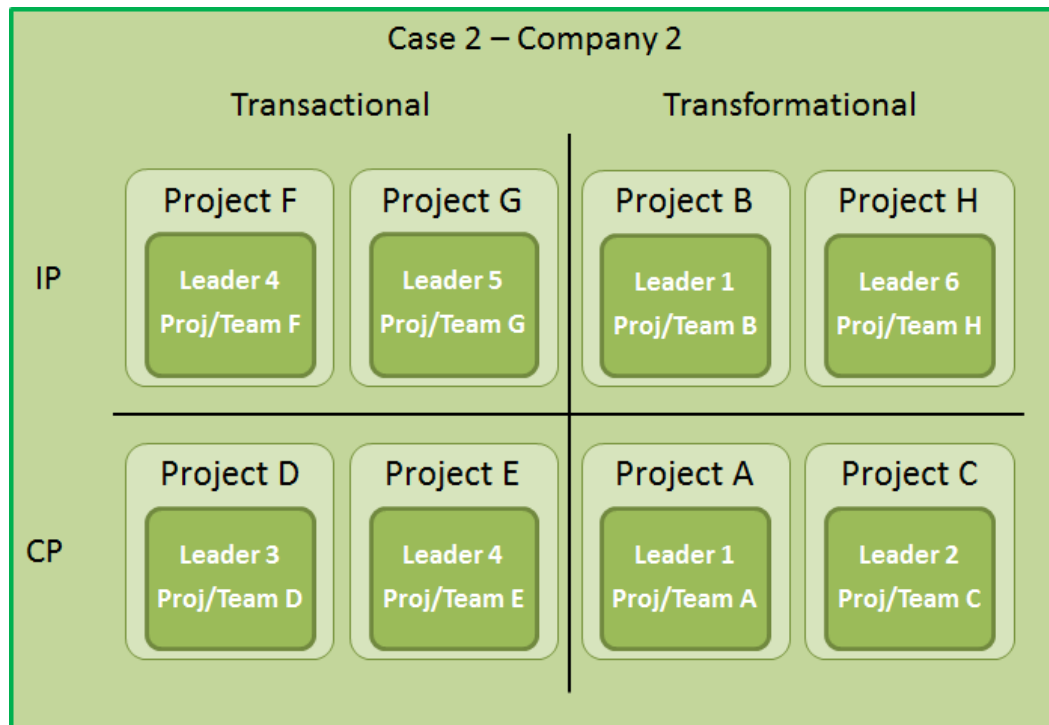 Case 2 – Company 2
Transactional
Transformational
IP
Project F
Leader 4
Proj/Team F
Project G
Leader 5
Proj/Team G
Project B
Leader 1
Proj/Team B
Project H
Leader 6
Proj/Team H
CP
Project D
Leader 3
Proj/Team D
Project E
Leader 4
Proj/Team E
Project A
Leader 1
Proj/Team A
Project C
Leader 2
Proj/Team C